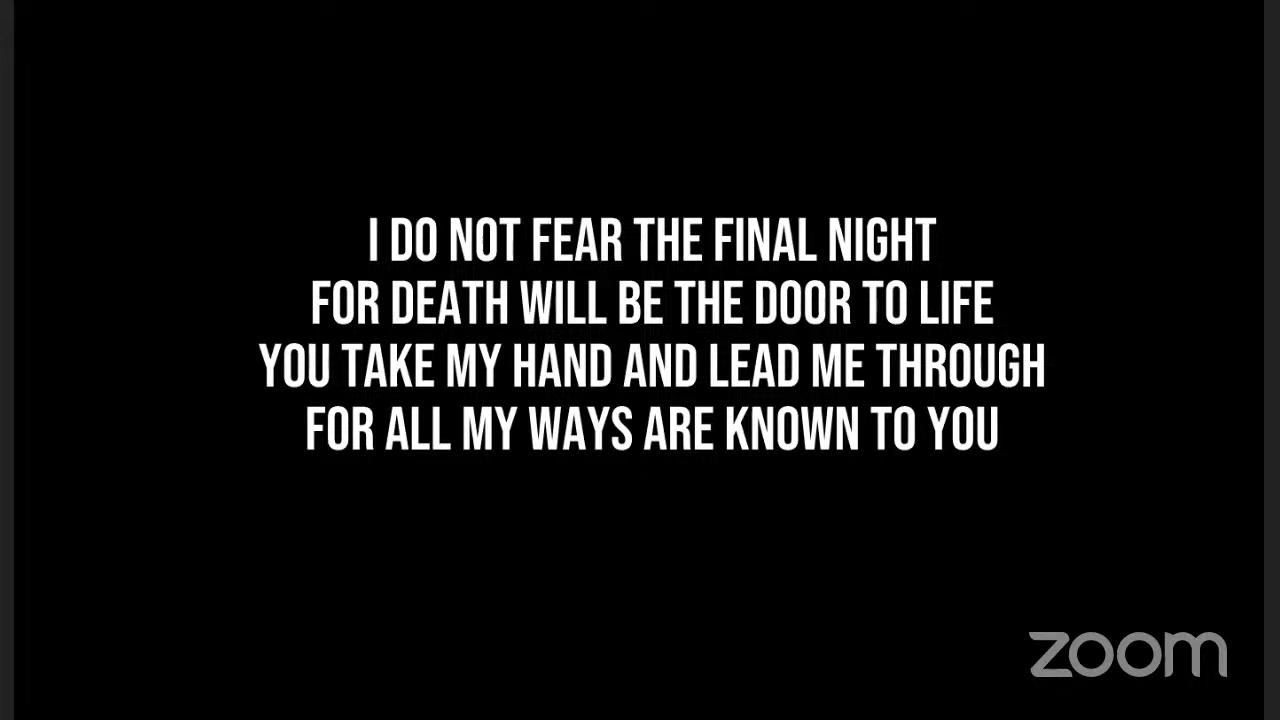 I DO NOT FEAR THE FINAL NIGHT
FOR DEATH WILL BE THE DOOR TO LIFE
YOU TAKE MY HAND AND LEAD ME THROUGH
FOR ALL MY WAYS ARE KNOWN TO YOU
zoom